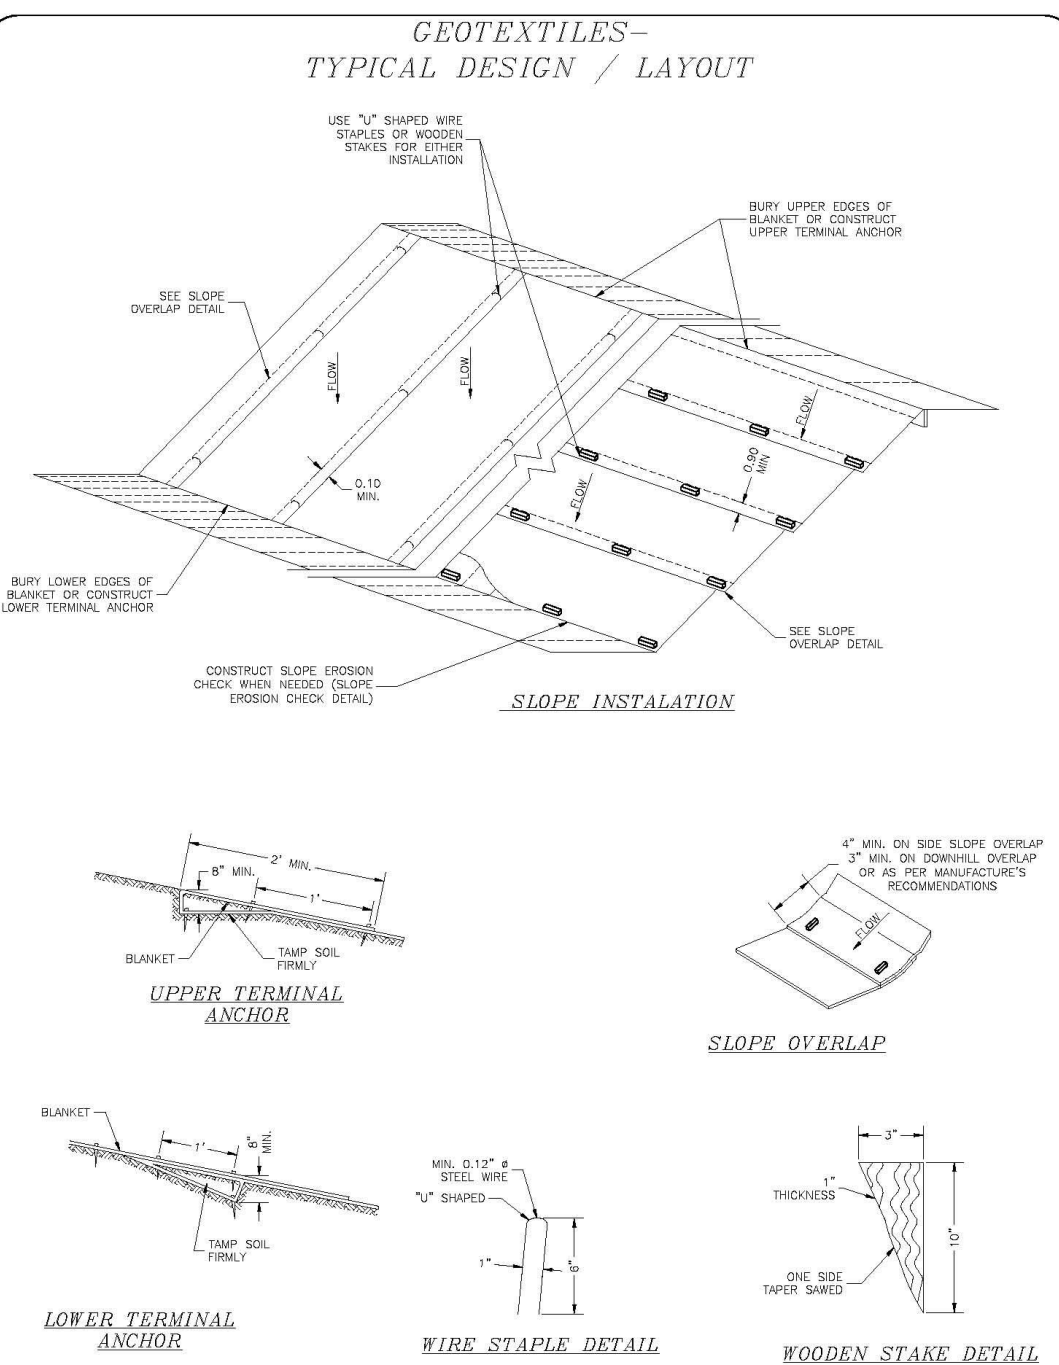 GEOTEXTILES-
TYPICAL DESIGN / LAYOUT
USE "U" SHAPED WIRE
STAPLES OR WOODEN
STAKES FOR EITHER
INSTALLATION
BURY UPPER EDGES OF
BLANKET OR CONSTRUCT
UPPER TERMINAL ANCHOR
SEE SLOPE
OVERLAP DETAIL
FLOW
FLOW
FLOW
0.90
MIN
0.10
MIN.
FLOW
BURY LOWER EDGES OF
BLANKET OR CONSTRUCT
LOWER TERMINAL ANCHOR
SEE SLOPE
OVERLAP DETAIL
CONSTRUCT SLOPE EROSION
CHECK WHEN NEEDED (SLOPE
EROSION CHECK DETAIL)
SLOPE INSTALATION
2' MIN.
8" MIN.
1'
BLANKET
TAMP SOIL
FIRMLY
UPPER TERMINAL
ANCHOR
4" MIN. ON SIDE SLOPE OVERLAP
3" MIN. ON DOWNHILL OVERLAP
OR AS PER MANUFACTURE'S
RECOMMENDATIONS
FLOW
SLOPE OVERLAP
BLANKET
1'
8"
MIN.
TAMP SOIL
FIRMLY
LOWER TERMINAL
ANCHOR
MIN. 0.12" ø
STEEL WIRE
"U" SHAPED
1"
6"
WIRE STAPLE DETAIL
3"
1"
THICKNESS
10"
ONE SIDE
TAPER SAWED
WOODEN STAKE DETAIL